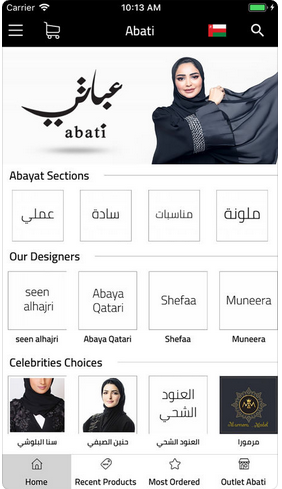 Carrier
10:13 AM
Abati
عباتي
abati
Abayat Sections
عملي
سادة
مناسبات
ملونة
Our Designers
seen
alhajri
Abaya
Qatari
Shefaa
Muneera
seen alhajri
Abaya Qatari
Shefaa
Muneera
Celebrities Choices
العنود
الشحي
سنا البلوشي
حنين الصيفي
العنود الشحي
مرمورا
Home
Recent Products
Most Ordered
Outlet Abati